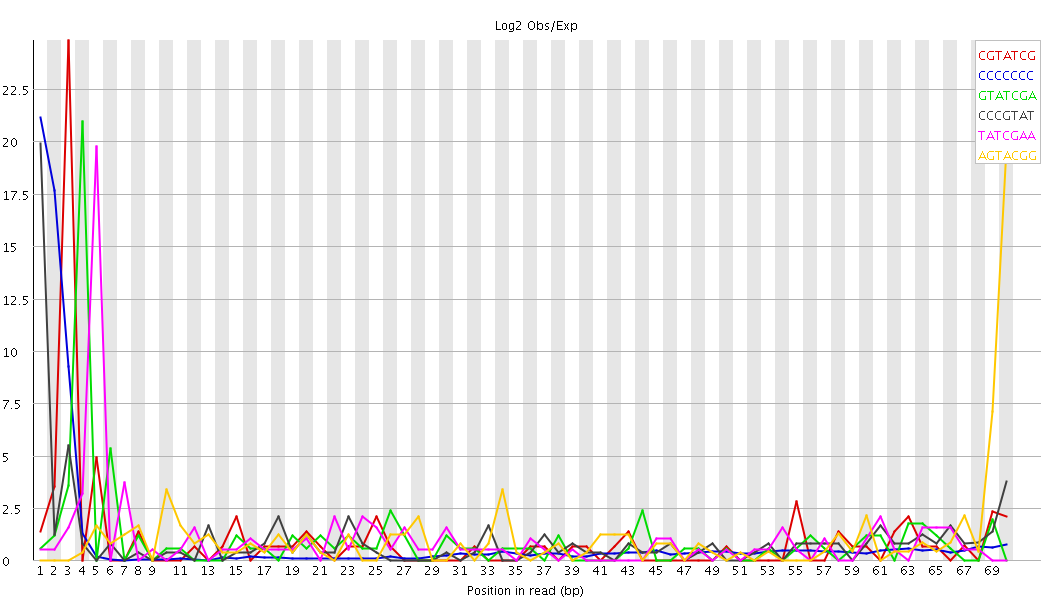 Log2 Obs/Exp
CGTATCG
CCCCCCC
GTATCGA
CCCGTAT
TATCGAA
AGTACGG
22.5
20
17.5
15
12.5
10
7.5
5
2.5
0
1 2 3 4 5 6 7 8 9 11 13 15 17 19 21 23 25 27 29 31 33 35 37 39 41 43 45 47 49 51 53 55 57 59 61 63 65 67 69
Position in read (bp)